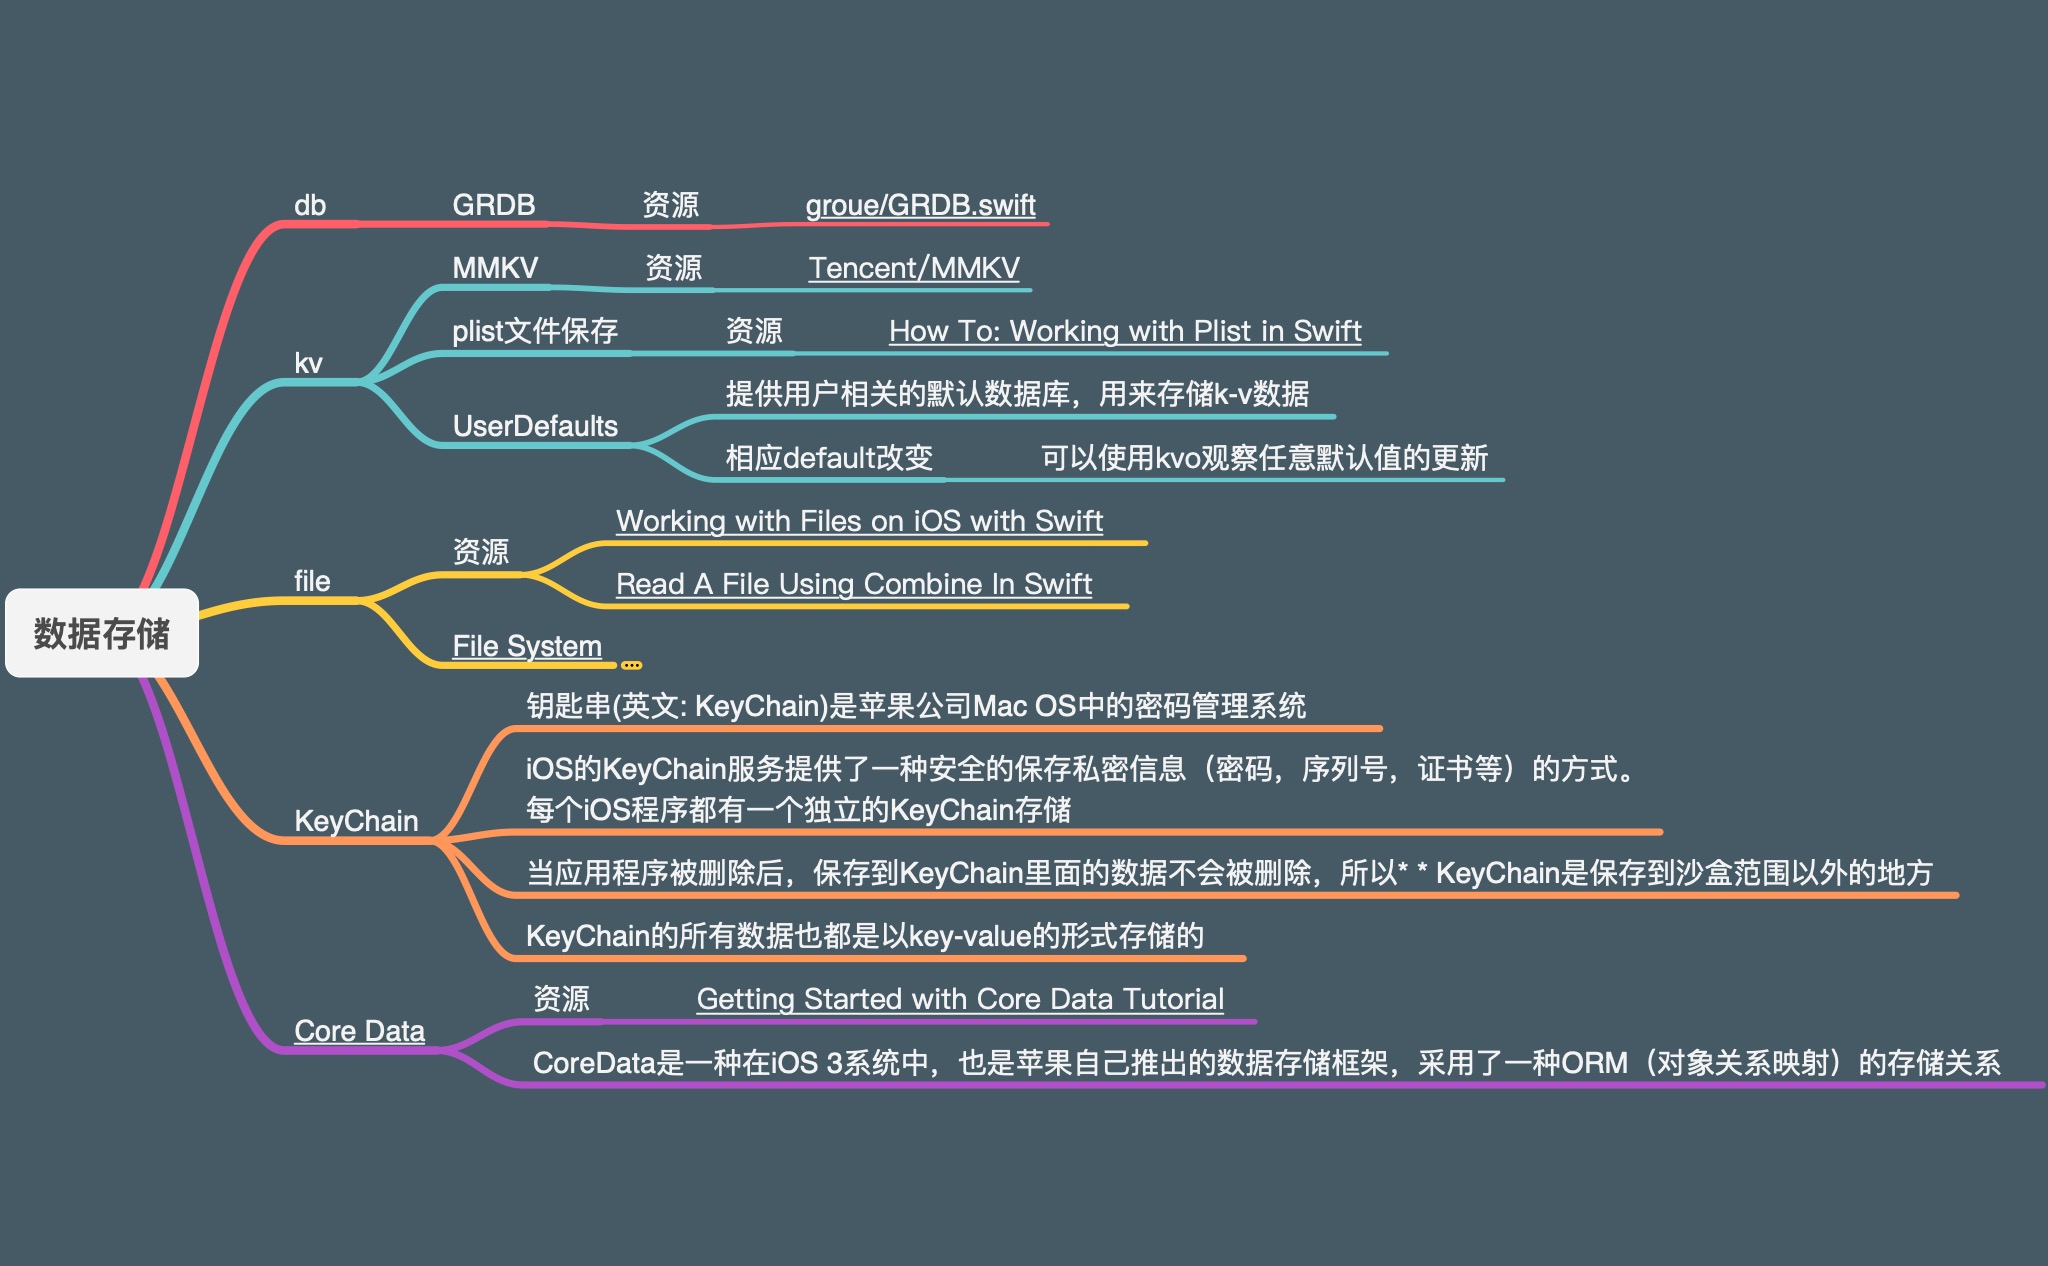 db
GRDB
资源
groue/GRDB.swift
kv
MMKV
资源
Tencent/MMKV
plist文件保存
资源
How To: Working with Plist in Swift
UserDefaults
提供用户相关的默认数据库，用来存储k-v数据
相应default改变
可以使用kvo观察任意默认值的更新
数据存储
file
资源
Working with Files on iOS with Swift
Read A File Using Combine In Swift
File System
KeyChain
钥匙串(英文: KeyChain)是苹果公司Mac OS中的密码管理系统
iOS的KeyChain服务提供了一种安全的保存私密信息（密码，序列号，证书等）的方式。
每个iOS程序都有一个独立的KeyChain存储
当应用程序被删除后，保存到KeyChain里面的数据不会被删除，所以* * KeyChain是保存到沙盒范围以外的地方
KeyChain的所有数据也都是以key-value的形式存储的
Core Data
资源
Getting Started with Core Data Tutorial
CoreData是一种在iOS 3系统中，也是苹果自己推出的数据存储框架，采用了一种ORM（对象关系映射）的存储关系